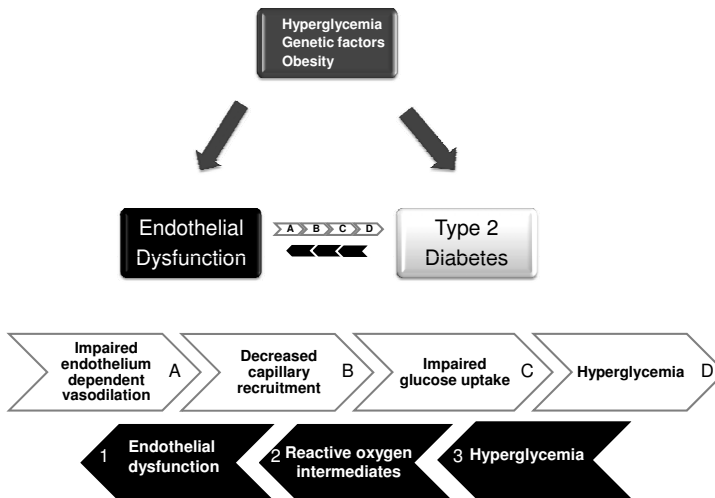 Hyperglycemia
Genetic factors
Obesity
Endothelial
Dysfunction
A B C D
Type 2
Diabetes
Impaired
endothelium
dependent
vasodilation
A
Decreased
capillary
recruitment
B
Impaired
glucose uptake
C
Hyperglycemia
D
1
Endothelial
dysfunction
2
Reactive oxygen
intermediates
3
Hyperglycemia